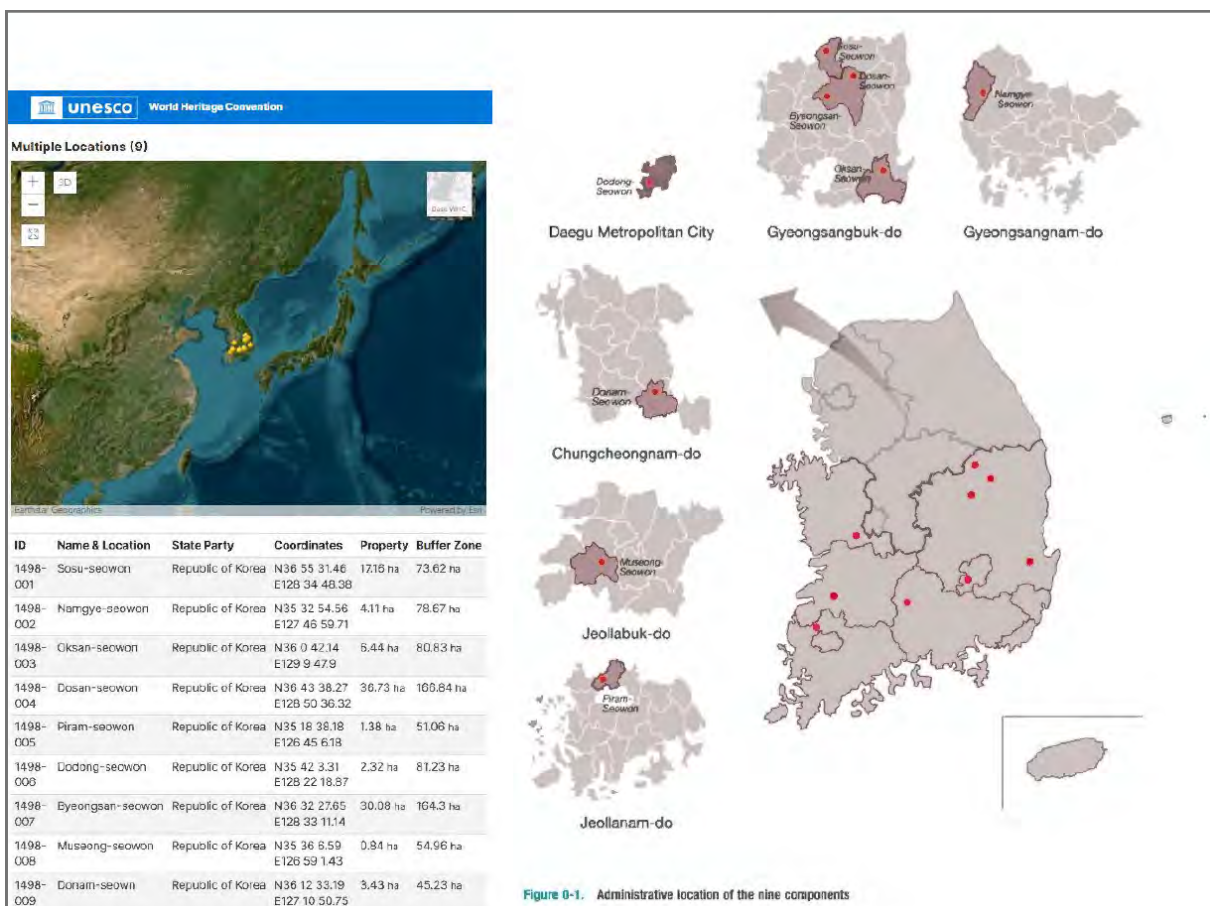 unesco World Heritage Convention
Multiple Locations (9)
+
3D
−
Earthstar Geographics
Powered by Esri
ID Name & Location State Party Coordinates Property Buffer Zone
1498-001 Sosu-seowon Republic of Korea N36 55 31.46 17.16 ha 73.62 ha
E128 34 48.38
1498-002 Namgye-seowon Republic of Korea N35 32 54.56 4.11 ha 78.67 ha
E127 46 59.71
1498-003 Oksan-seowon Republic of Korea N36 0 42.14 6.44 ha 80.83 ha
E129 9 47.9
1498-004 Dosan-seowon Republic of Korea N36 43 38.27 36.73 ha 166.84 ha
E128 50 36.32
1498-005 Piram-seowon Republic of Korea N35 18 38.18 1.38 ha 51.06 ha
E126 45 6.18
1498-006 Dodong-seowon Republic of Korea N35 42 3.31 2.32 ha 81.23 ha
E128 22 18.87
1498-007 Byeongsan-seowon Republic of Korea N36 32 27.65 30.08 ha 164.3 ha
E128 33 11.14
1498-008 Museong-seowon Republic of Korea N35 36 6.59 0.84 ha 54.96 ha
E126 59 1.43
1498-009 Donam-seown Republic of Korea N36 12 33.19 3.43 ha 45.23 ha
E127 10 50.75
Dodong-
Seowon
Daegu Metropolitan City
Sosu-
Seowon
Dosan-
Seowon
Byeongsan-
Seowon
Oksan-
Seowon
Gyeongsangbuk-do
Namgye-
Seowon
Gyeongsangnam-do
Donam-
Seowon
Chungcheongnam-do
Museong-
Seowon
Jeollabuk-do
Piram-
Seowon
Jeollanam-do
Figure 0-1. Administrative location of the nine components